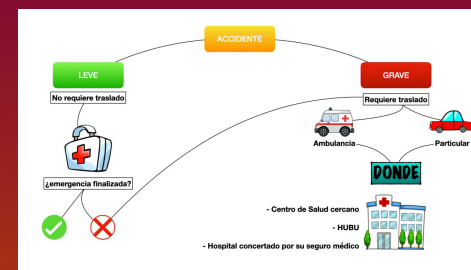 ACCIDENTE
LEVE
GRAVE
No requiere traslado
Requiere traslado
Ambulancia
Particular
¿emergencia finalizada?
DONDE
- Centro de Salud cercano
- HUBU
- Hospital concertado por su seguro médico